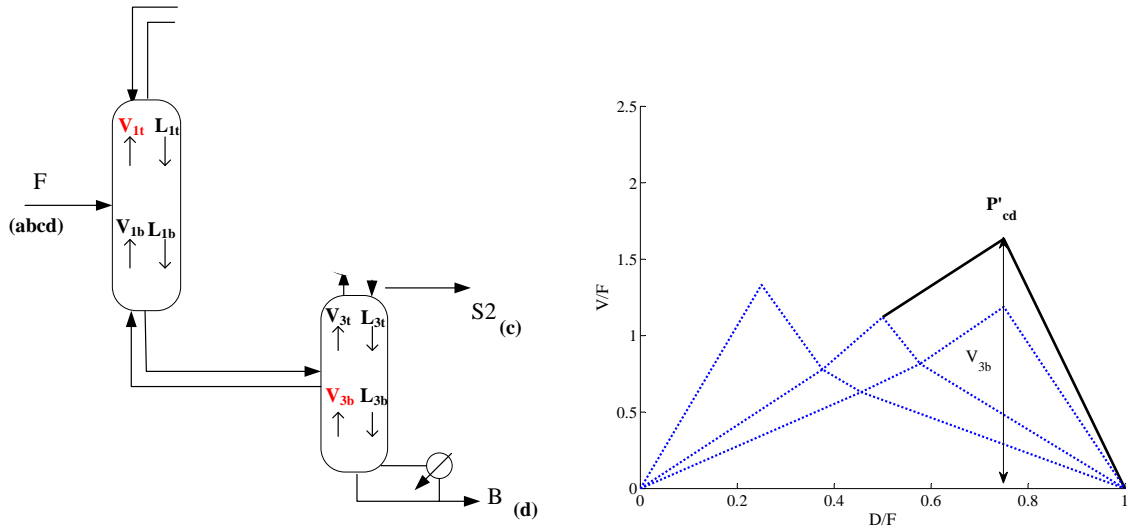 V1t L1t
F
(abcd)
V1b L1b
S2 (c)
V3t L3t
V3b L3b
B
(d)
2.5
2
1.5
1
0.5
0
V/F
P'cd
V3b
0 0.2 0.4 0.6 0.8 1
D/F